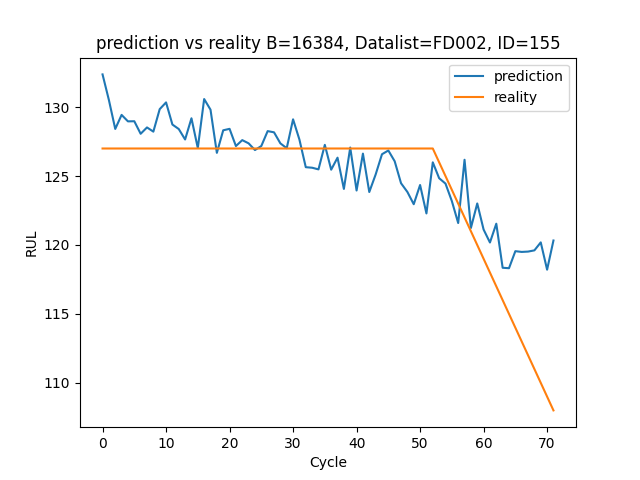 prediction vs reality B=16384, Datalist=FD002, ID=155
prediction
reality
130
125
120
115
110
RUL
0 10 20 30 40 50 60 70
Cycle